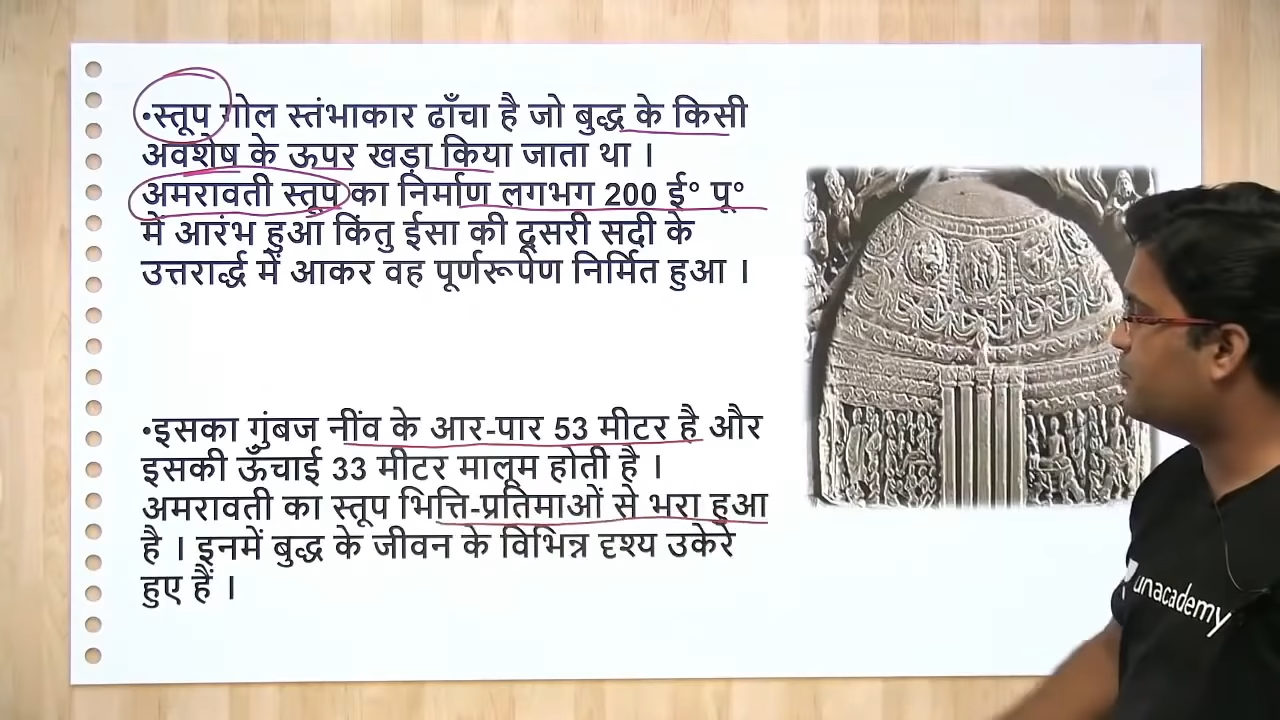 •स्तूप गोल स्तंभाकार ढाँचा है जो बुद्ध के किसी
अवशेष के ऊपर खड़ा किया जाता था ।
अमरावती स्तूप का निर्माण लगभग 200 ई° पू°
में आरंभ हुआ किंतु ईसा की दूसरी सदी के
उत्तरार्द्ध में आकर वह पूर्णरूपेण निर्मित हुआ ।
•इसका गुंबज नींव के आर-पार 53 मीटर है और
इसकी ऊँचाई 33 मीटर मालूम होती है ।
अमरावती का स्तूप भित्ति-प्रतिमाओं से भरा हुआ
है । इनमें बुद्ध के जीवन के विभिन्न दृश्य उकेरे
हुए हैं ।
unacademy